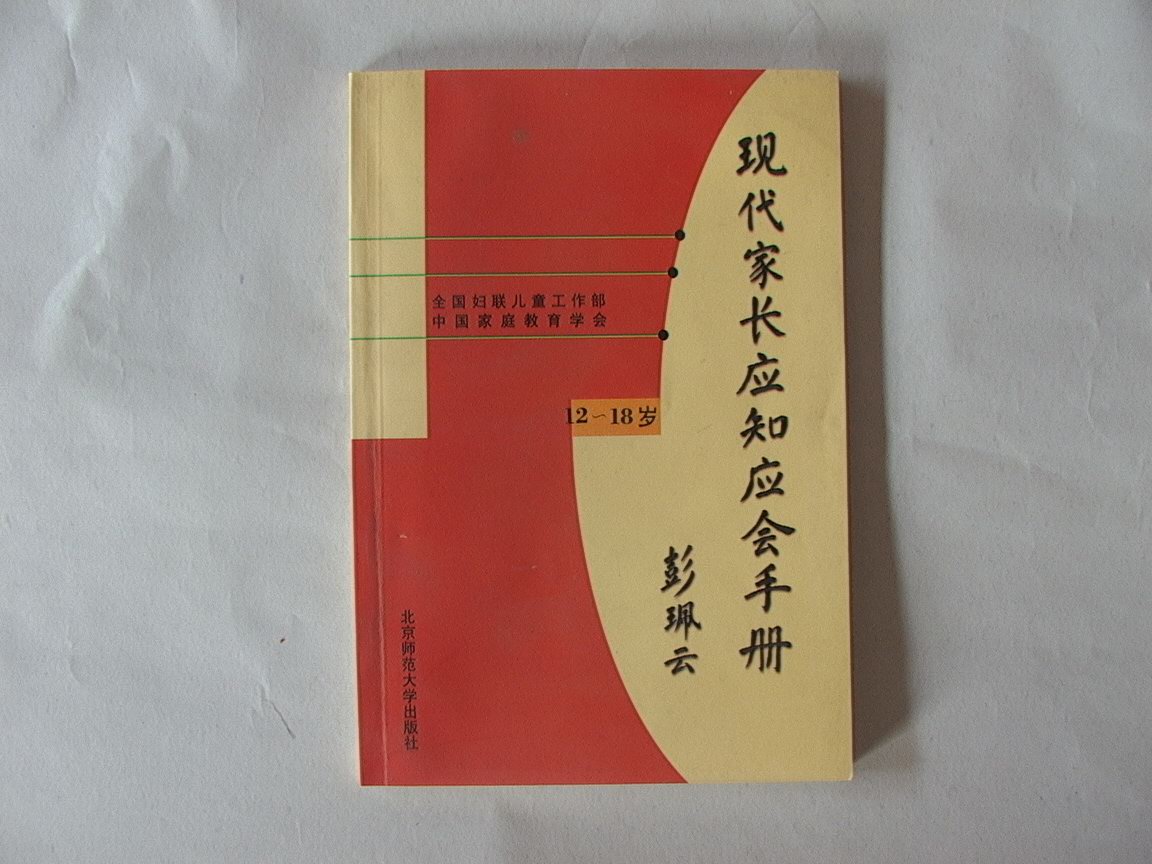 现代家长应知应会手册
彭珮云
全国妇联儿童工作部
中国家庭教育学会
12～18岁
北京师范大学出版社